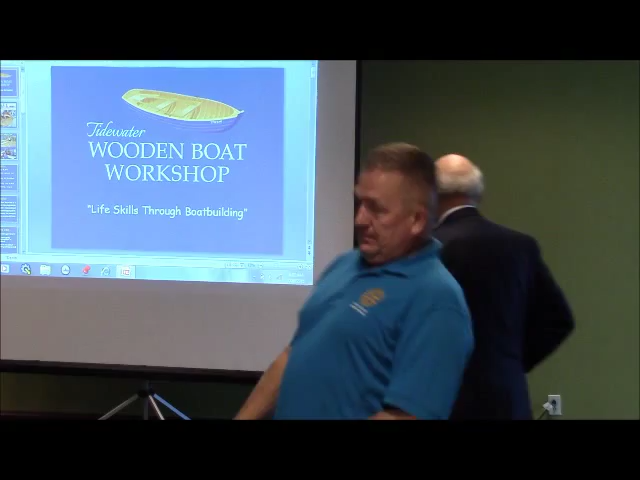 Tidewater
WOODEN BOAT
WORKSHOP
"Life Skills Through Boatbuilding"